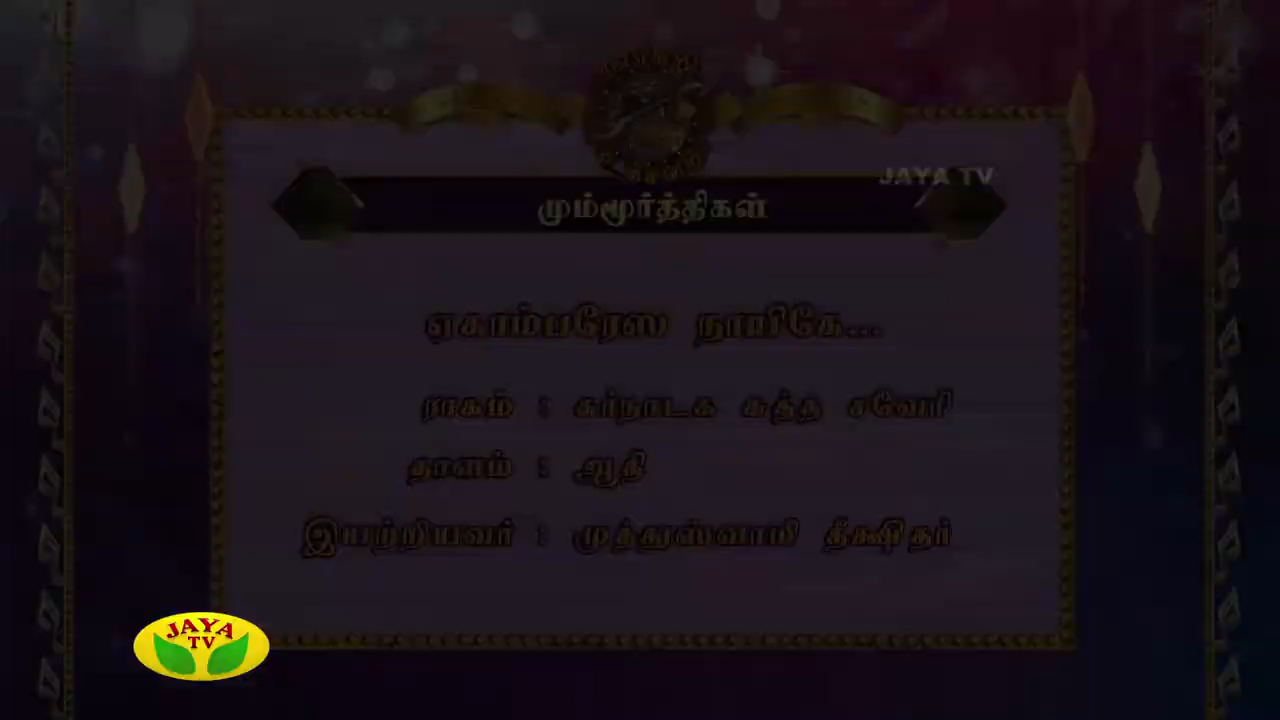 JAYA TV
மும்மூர்த்திகள்
ஏகாம்பரேஸ நாயிகே...
ராகம் : கர்நாடக சுத்த சவேரி
தாளம் : ஆதி
இயற்றியவர் : முத்துஸ்வாமி தீக்ஷிதர்
JAYA
TV